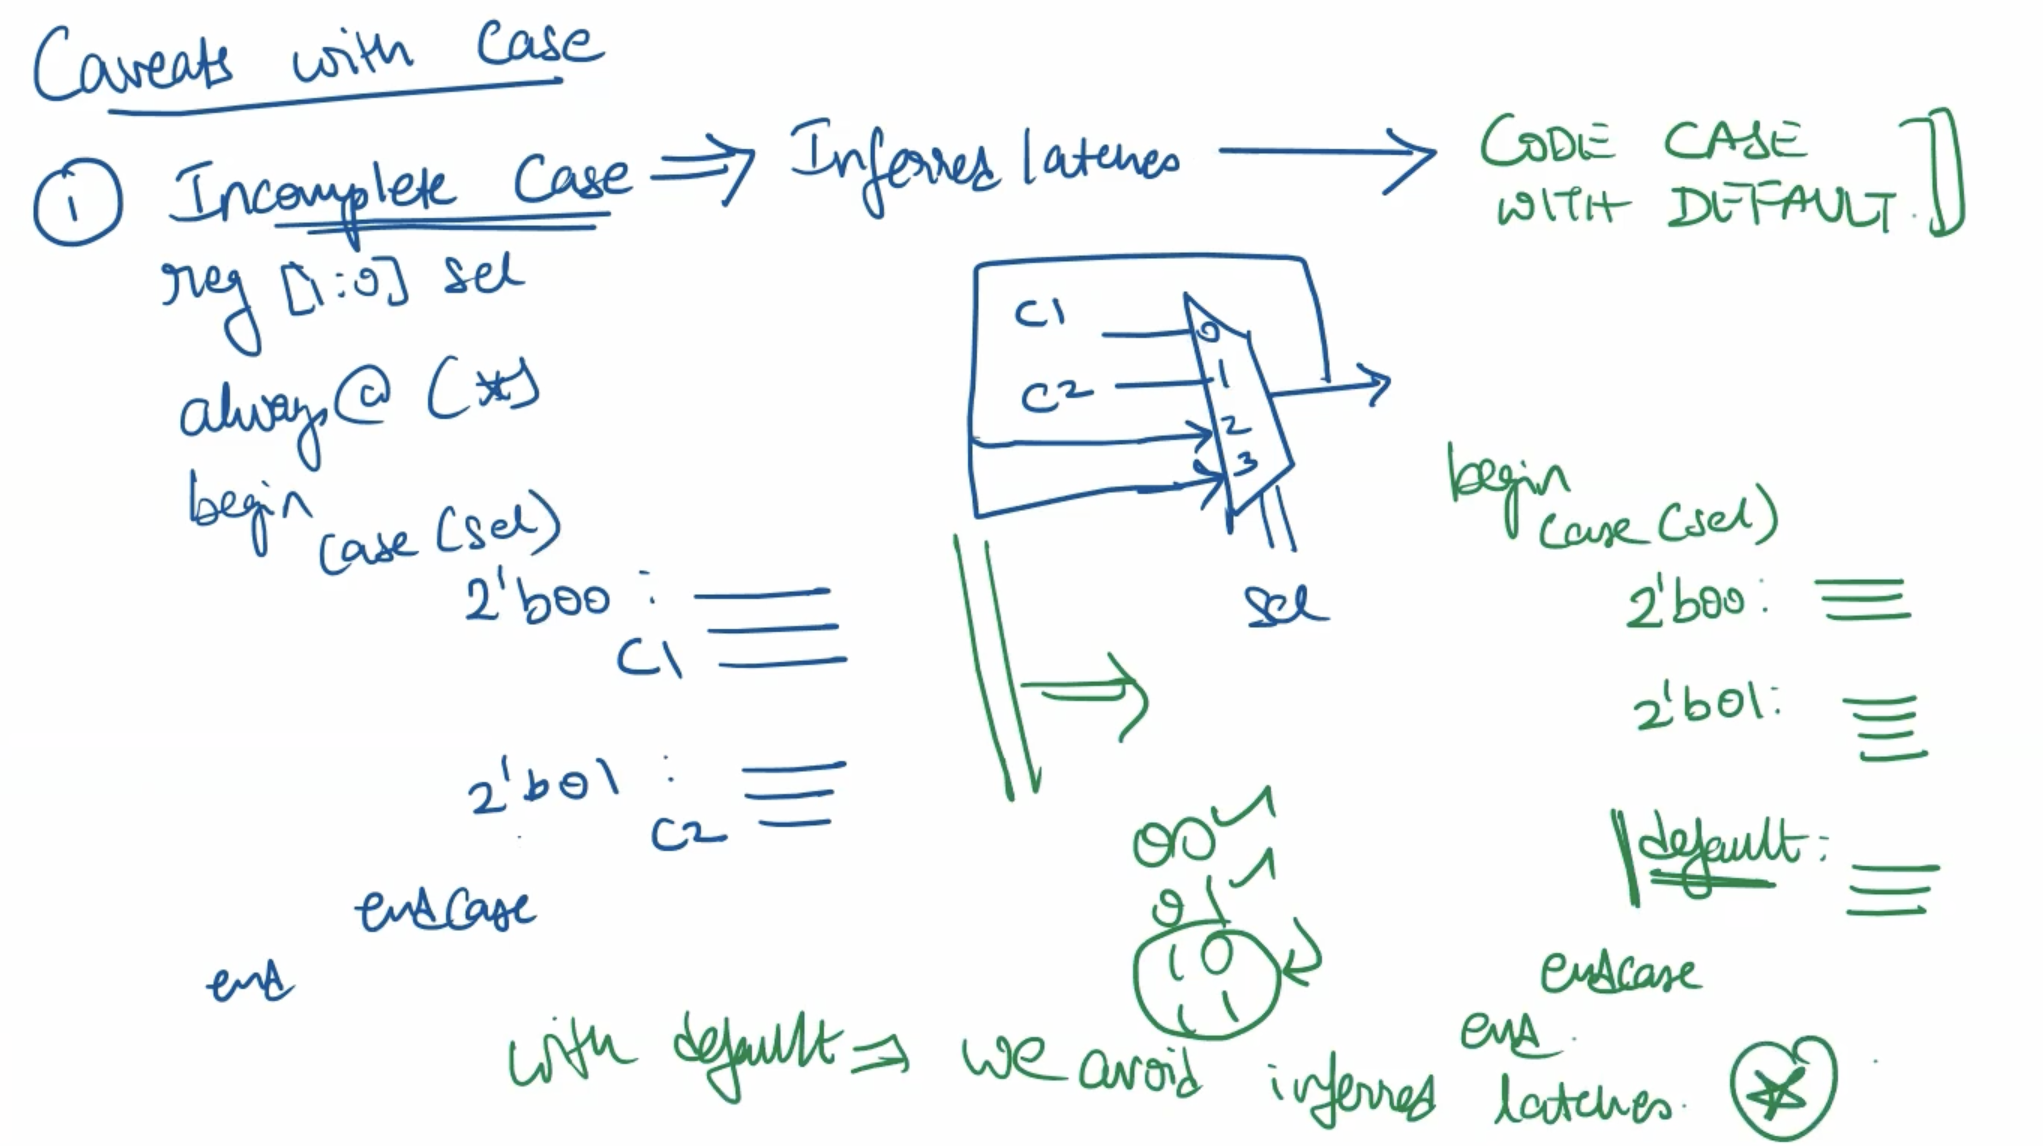 Caveats with Case
1 Incomplete Case ⇒ Inferred latches → CODE CASE
WITH DEFAULT.
reg [1:0] sel
always @ (*)
begin
case (sel)
2'b00 :
C1
2'b01 :
C2
endcase
end
C1
C2
0
1
2
3
sel
00 ✓
01 ✓
10
11
begin
case (sel)
2'b00:
2'b01:
default:
endcase
end.
with default ⇒ we avoid inferred latches.